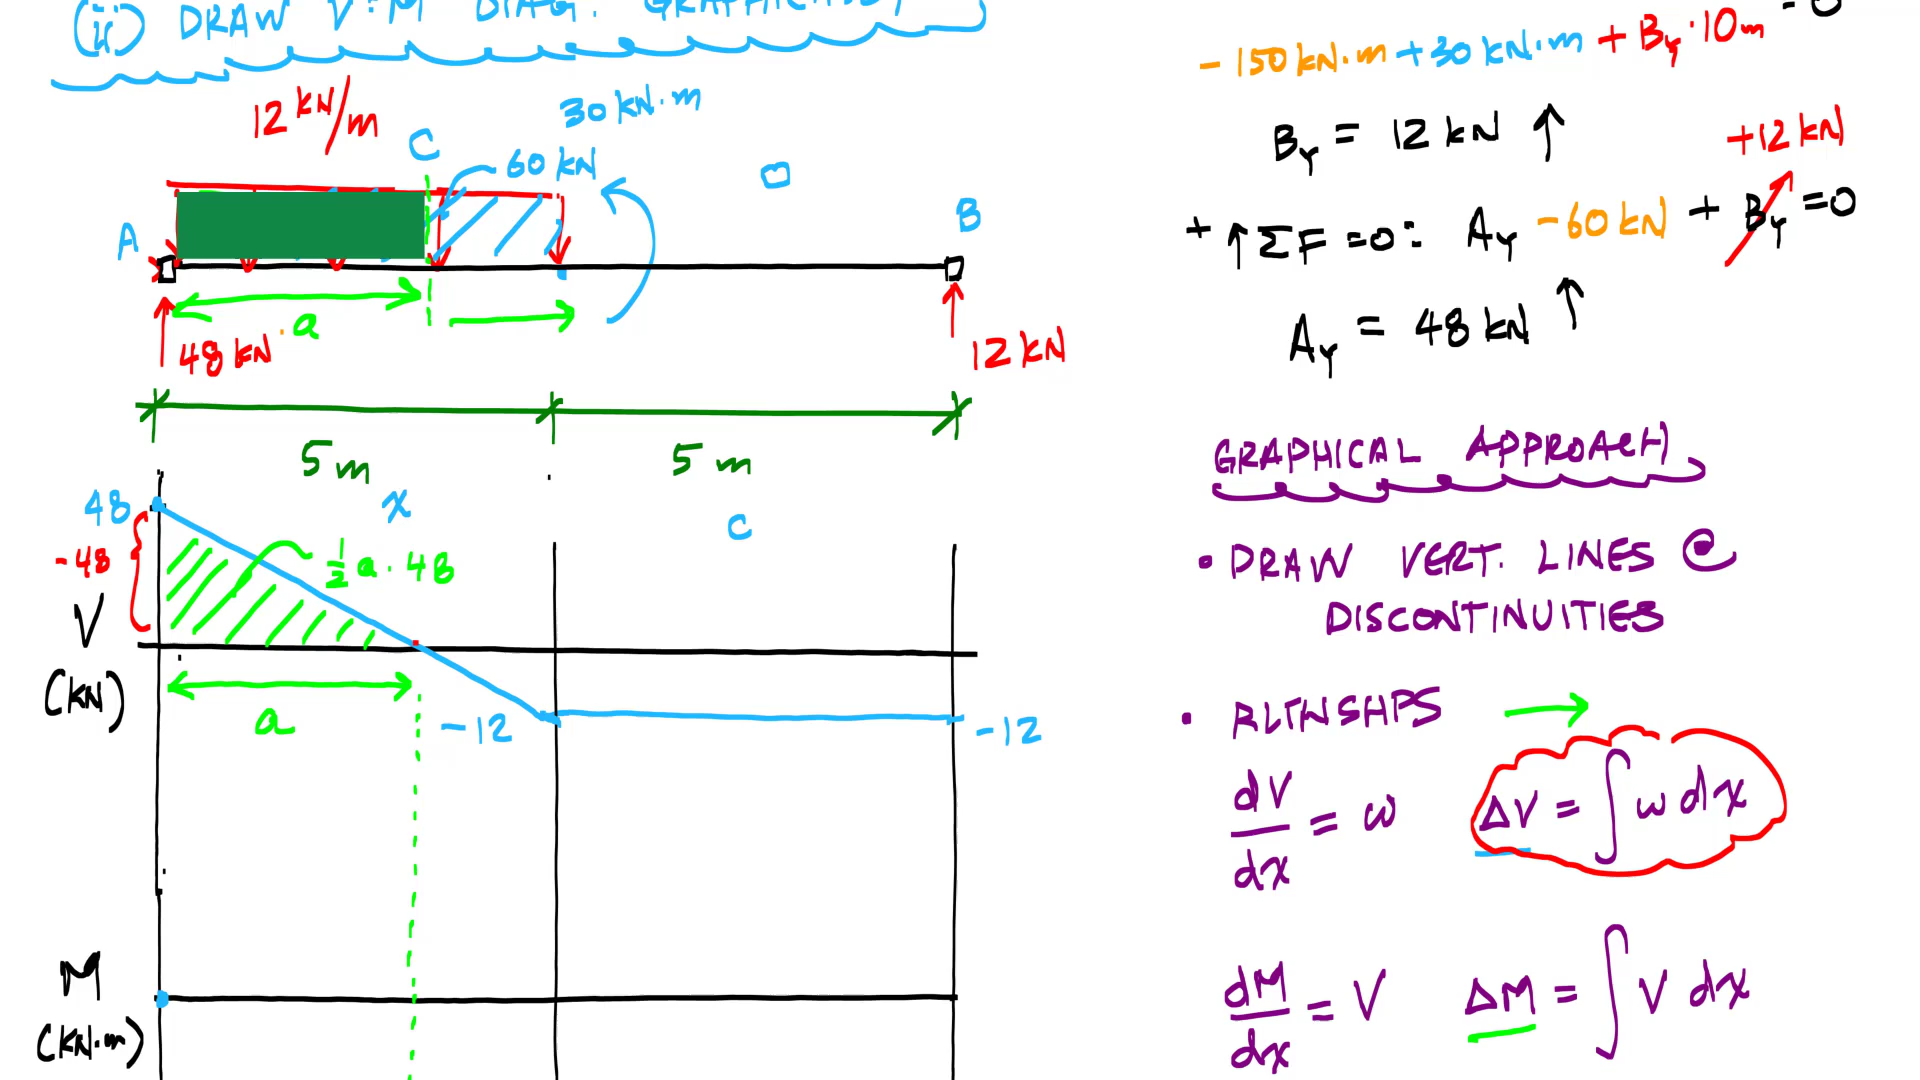 (ii) DRAW V & M DIAG. GRAPHICALLY
12 kN/m
30 kN·m
C
60 kN
A
B
a
48 kN
12 kN
5 m
5 m
48
x
C
-48
½ a · 48
V
(kN)
a
-12
-12
M
(kN·m)
- 150 kN·m + 30 kN·m + By · 10m = 0
By = 12 kN ↑
+12 kN
+ ↑ ΣF = 0: Ay - 60 kN + By = 0
Ay = 48 kN ↑
GRAPHICAL APPROACH
• DRAW VERT. LINES @
DISCONTINUITIES
• RLTNSHPS
dV/dx = ω
ΔV = ∫ ω dx
dM/dx = V
ΔM = ∫ V dx